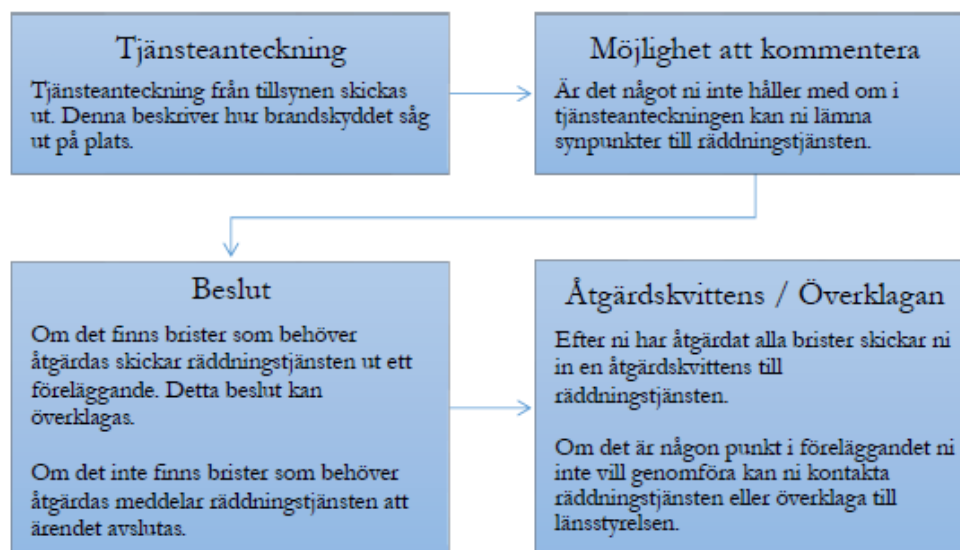 Tjänsteanteckning
Tjänsteanteckning från tillsynen skickas
ut. Denna beskriver hur brandskyddet såg
ut på plats.
Möjlighet att kommentera
Är det något ni inte håller med om i
tjänsteanteckningen kan ni lämna
synpunkter till räddningstjänsten.
Beslut
Om det finns brister som behöver
åtgärdas skickar räddningstjänsten ut ett
föreläggande. Detta beslut kan
överklagas.
Om det inte finns brister som behöver
åtgärdas meddelar räddningstjänsten att
ärendet avslutas.
Åtgärdskvittens / Överklagan
Efter ni har åtgärdat alla brister skickar ni
in en åtgärdskvittens till
räddningstjänsten.
Om det är någon punkt i föreläggandet ni
inte vill genomföra kan ni kontakta
räddningstjänsten eller överklaga till
länsstyrelsen.